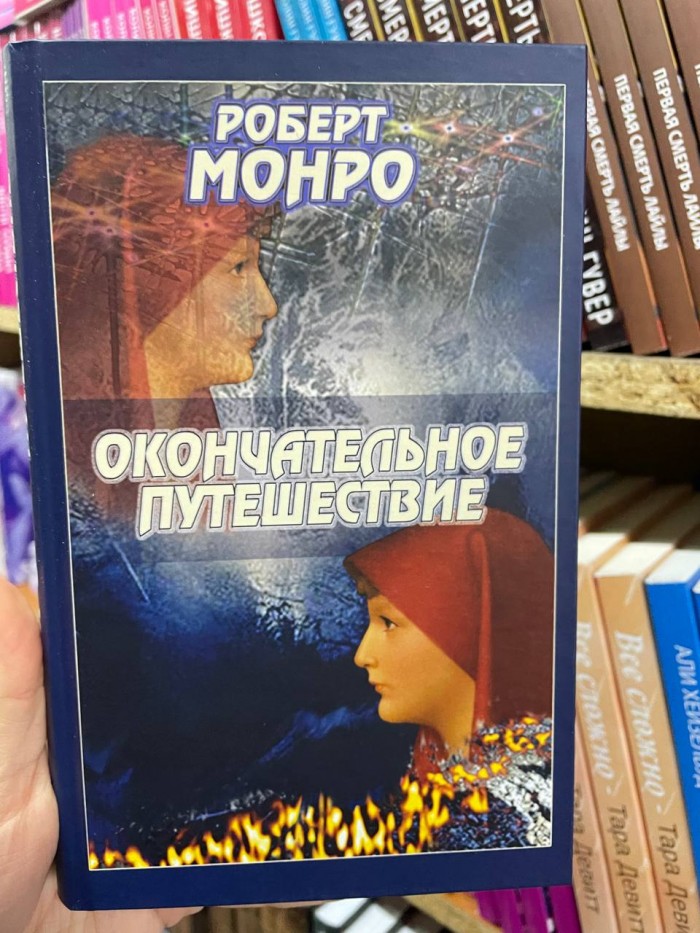 РОБЕРТ
МОНРО
ОКОНЧАТЕЛЬНОЕ
ПУТЕШЕСТВИЕ
ПЕРВАЯ СМЕРТЬ ЛАЙЛЫ
ПЕРВАЯ СМЕРТЬ ЛАЙЛЫ
ГУВЕР
ВСЕ СЛОЖНО
Тара Девитт
ВСЕ СЛОЖНО
Тара Девитт
АЛИ ХЕЙЗЕЛВУД